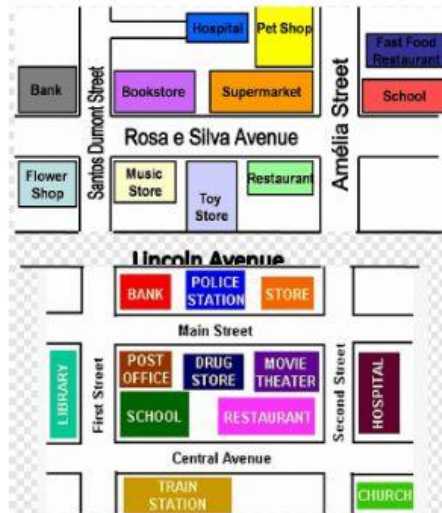 Hospital
Pet Shop
Fast Food
Restaurant
Bank
Santos Dumont Street
Bookstore
Supermarket
Amélia Street
School
Rosa e Silva Avenue
Flower
Shop
Music
Store
Toy
Store
Restaurant
Lincoln Avenue
BANK
POLICE
STATION
STORE
Main Street
LIBRARY
First Street
POST
OFFICE
DRUG
STORE
MOVIE
THEATER
Second Street
HOSPITAL
SCHOOL
RESTAURANT
Central Avenue
TRAIN
STATION
CHURCH